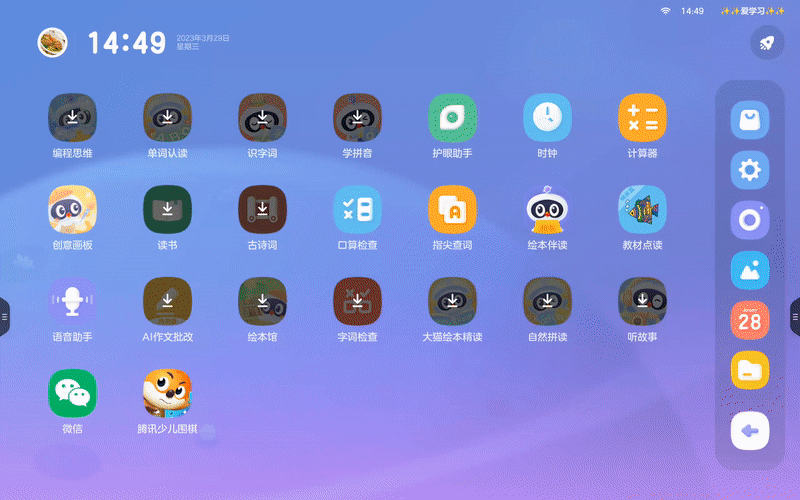 14:49
✨✨爱学习✨✨
14:49
2023年3月29日
星期三
编程思维
单词认读
识字词
学拼音
护眼助手
时钟
计算器
创意画板
读书
古诗词
口算检查
指尖查词
绘本伴读
教材点读
语音助手
AI作文批改
绘本馆
字词检查
大猫绘本精读
自然拼读
听故事
微信
腾讯少儿围棋
A
28